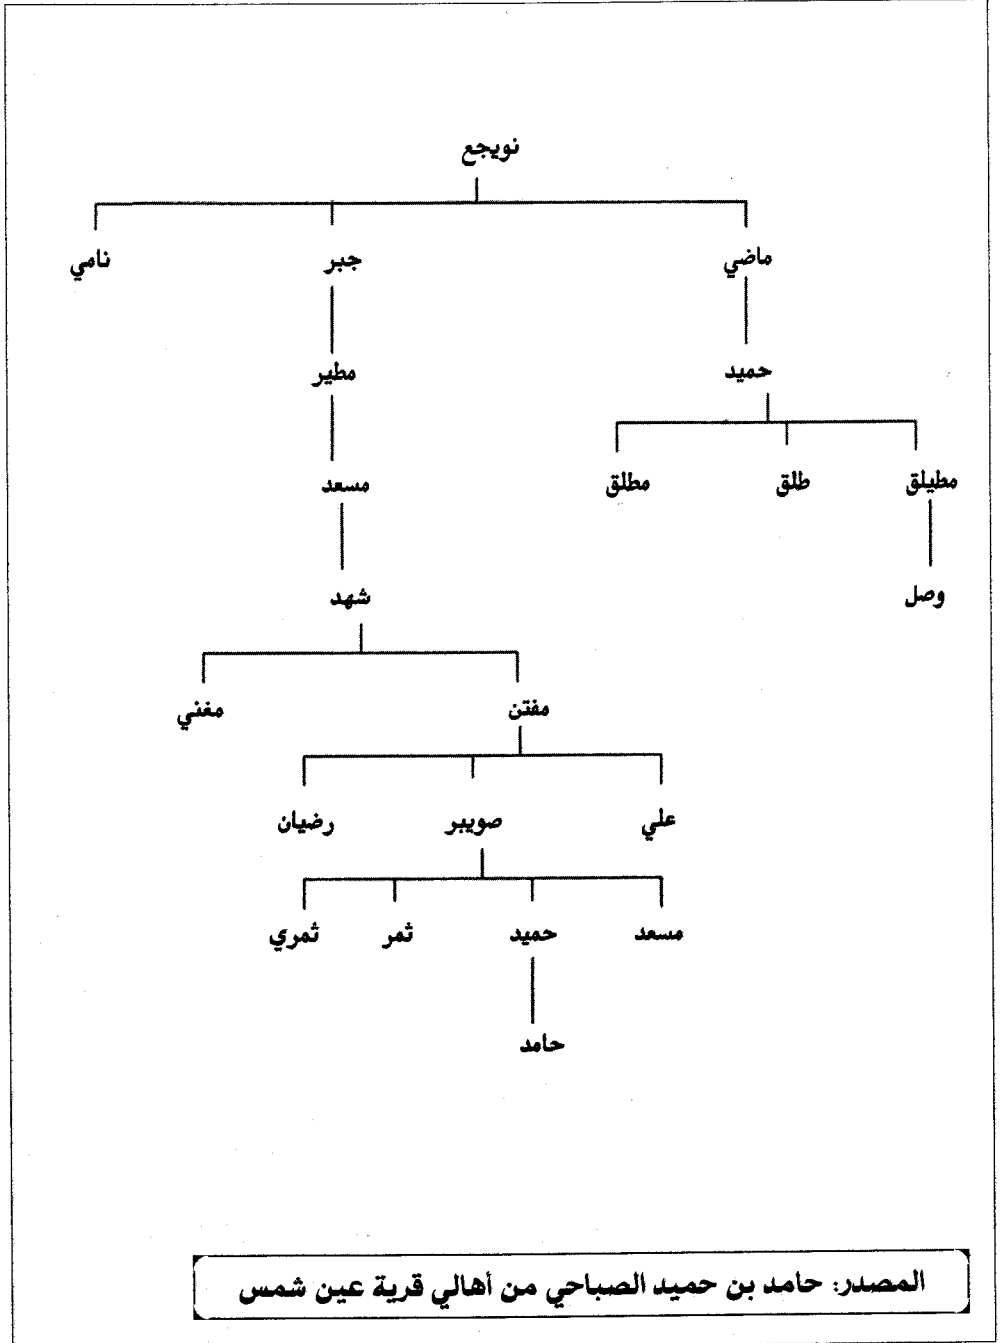 نويجع
ماضي جبر نامي
حميد مطير
مطيلق طلق مطلق مسعد
وصل شهد
مفتن مفني
علي صويبر رضيان
مسعد حميد ثمر ثمري
حامد
المصدر: حامد بن حميد الصباحي من أهالي قرية عين شمس